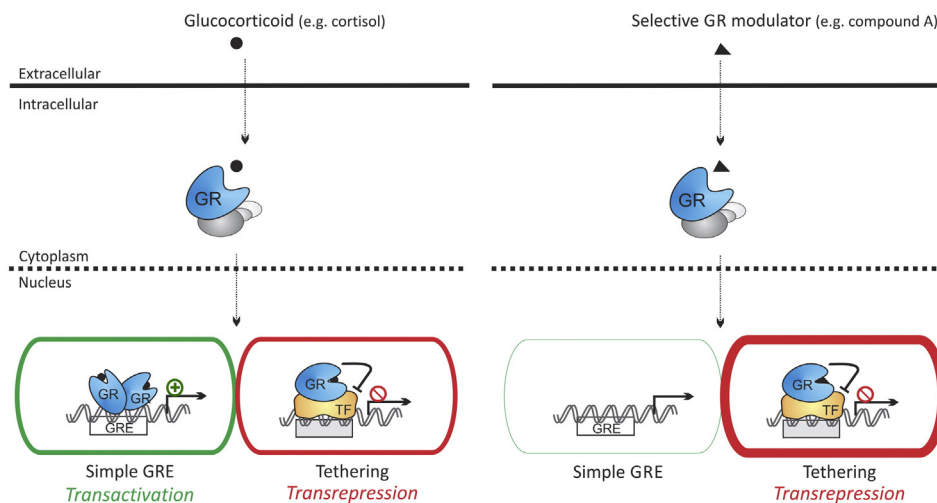 Glucocorticoid (e.g. cortisol)
Selective GR modulator (e.g. compound A)
Extracellular
Intracellular
GR
GR
Cytoplasm
Nucleus
GR
GR
GRE
GR
TF
GRE
GR
TF
Simple GRE
Tethering
Simple GRE
Tethering
Transactivation
Transrepression
Transrepression